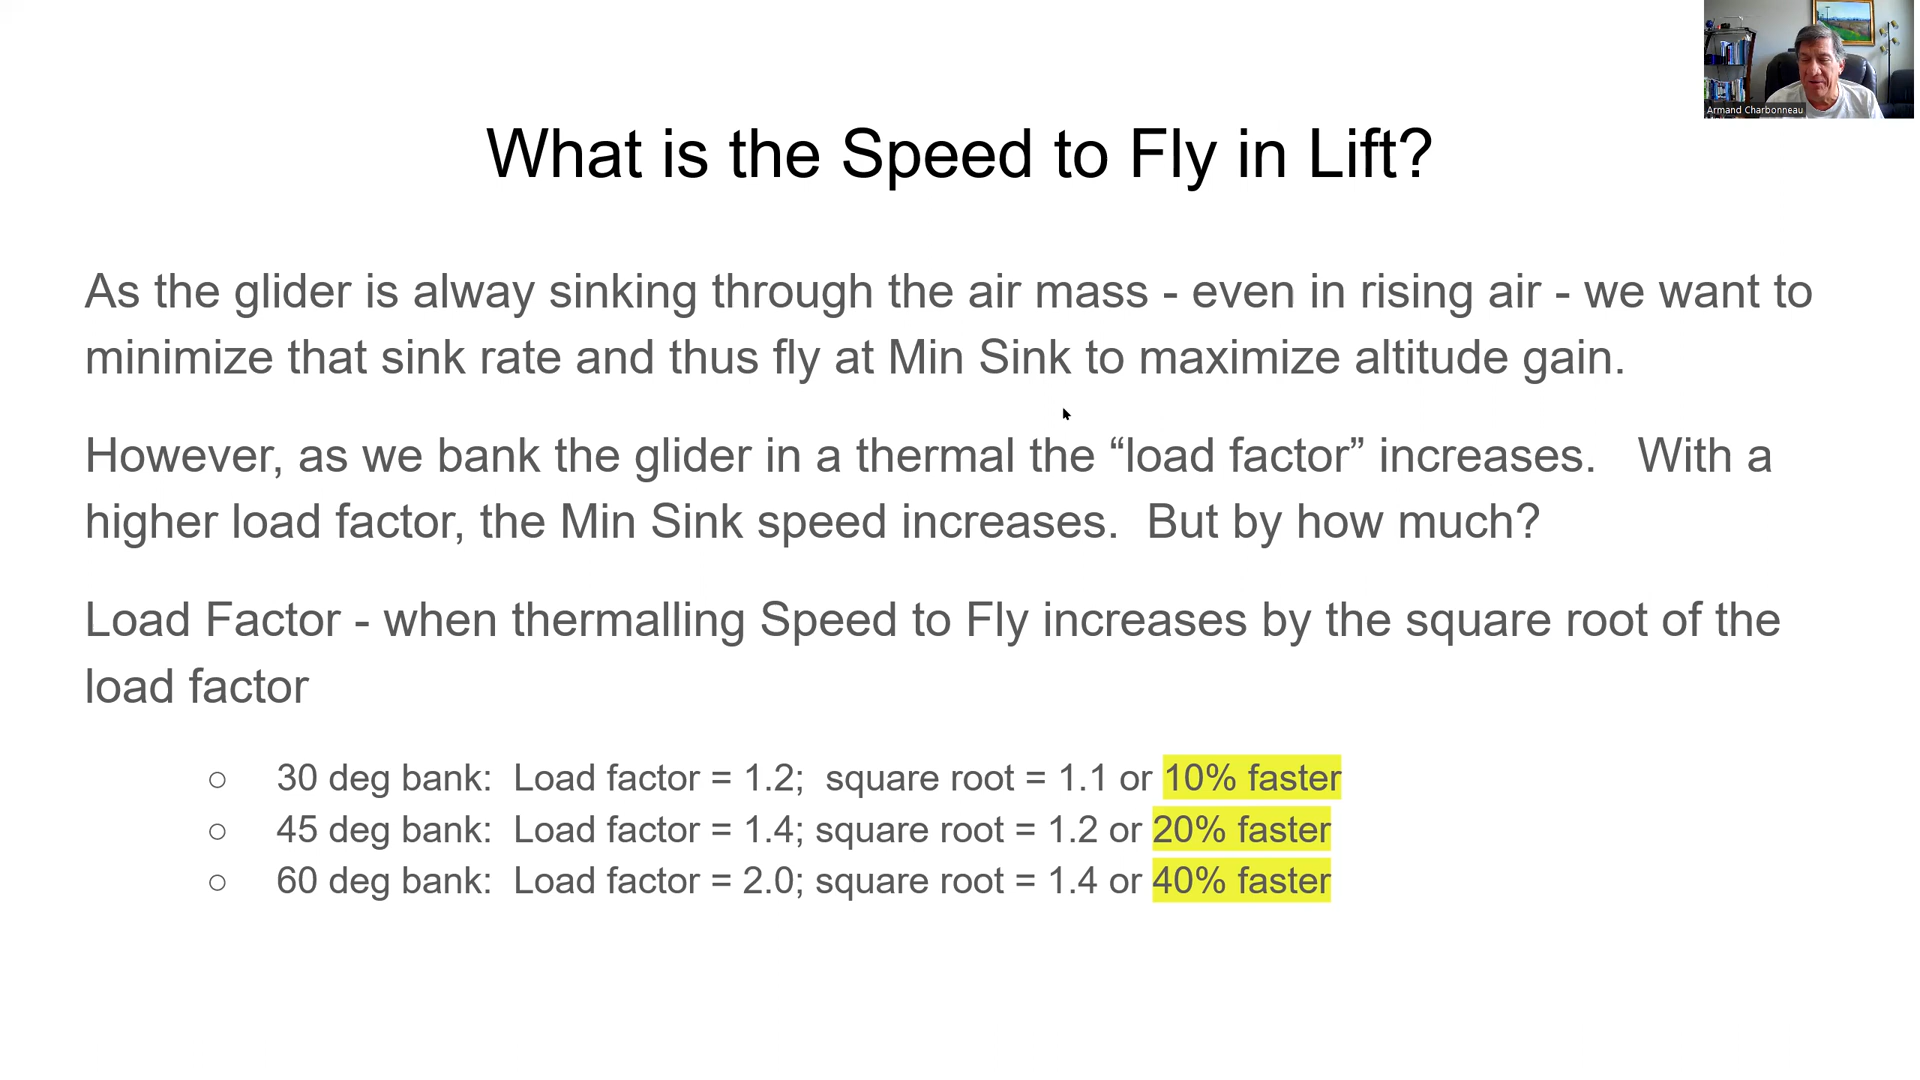 Armand Charbonneau
What is the Speed to Fly in Lift?
As the glider is alway sinking through the air mass - even in rising air - we want to
minimize that sink rate and thus fly at Min Sink to maximize altitude gain.
However, as we bank the glider in a thermal the “load factor” increases.   With a
higher load factor, the Min Sink speed increases.  But by how much?
Load Factor - when thermalling Speed to Fly increases by the square root of the
load factor
○ 30 deg bank:  Load factor = 1.2;  square root = 1.1 or 10% faster
○ 45 deg bank:  Load factor = 1.4; square root = 1.2 or 20% faster
○ 60 deg bank:  Load factor = 2.0; square root = 1.4 or 40% faster